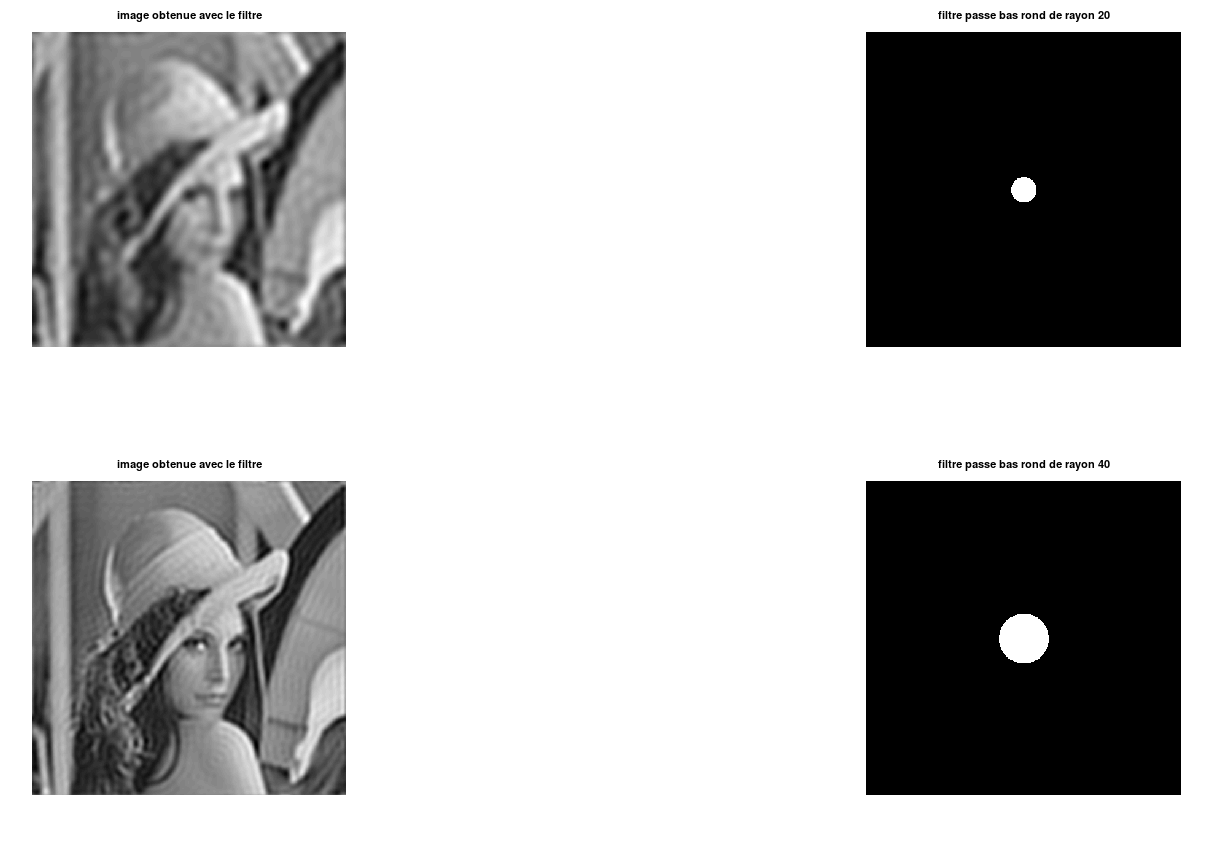 image obtenue avec le filtre
filtre passe bas rond de rayon 20
image obtenue avec le filtre
filtre passe bas rond de rayon 40